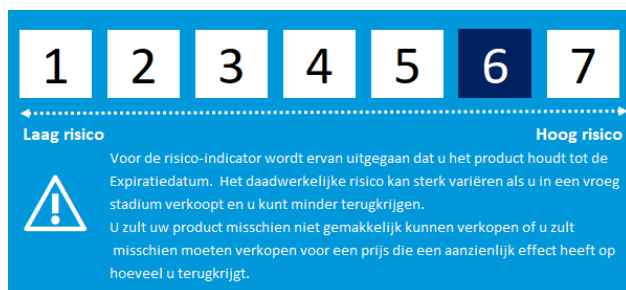 1 2 3 4 5 6 7
Laag risico Hoog risico
Voor de risico-indicator wordt ervan uitgegaan dat u het product houdt tot de
Expiratiedatum. Het daadwerkelijke risico kan sterk variëren als u in een vroeg
stadium verkoopt en u kunt minder terugkrijgen.
U zult uw product misschien niet gemakkelijk kunnen verkopen of u zult
misschien moeten verkopen voor een prijs die een aanzienlijk effect heeft op
hoeveel u terugkrijgt.